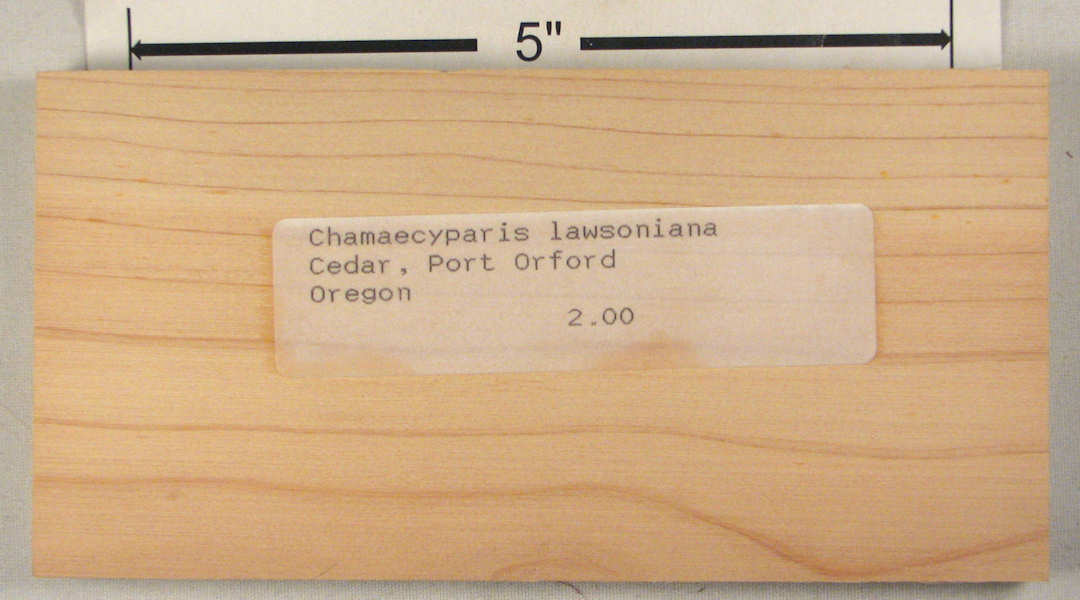 5"
Chamaecyparis lawsoniana
Cedar, Port Orford
Oregon
2.00